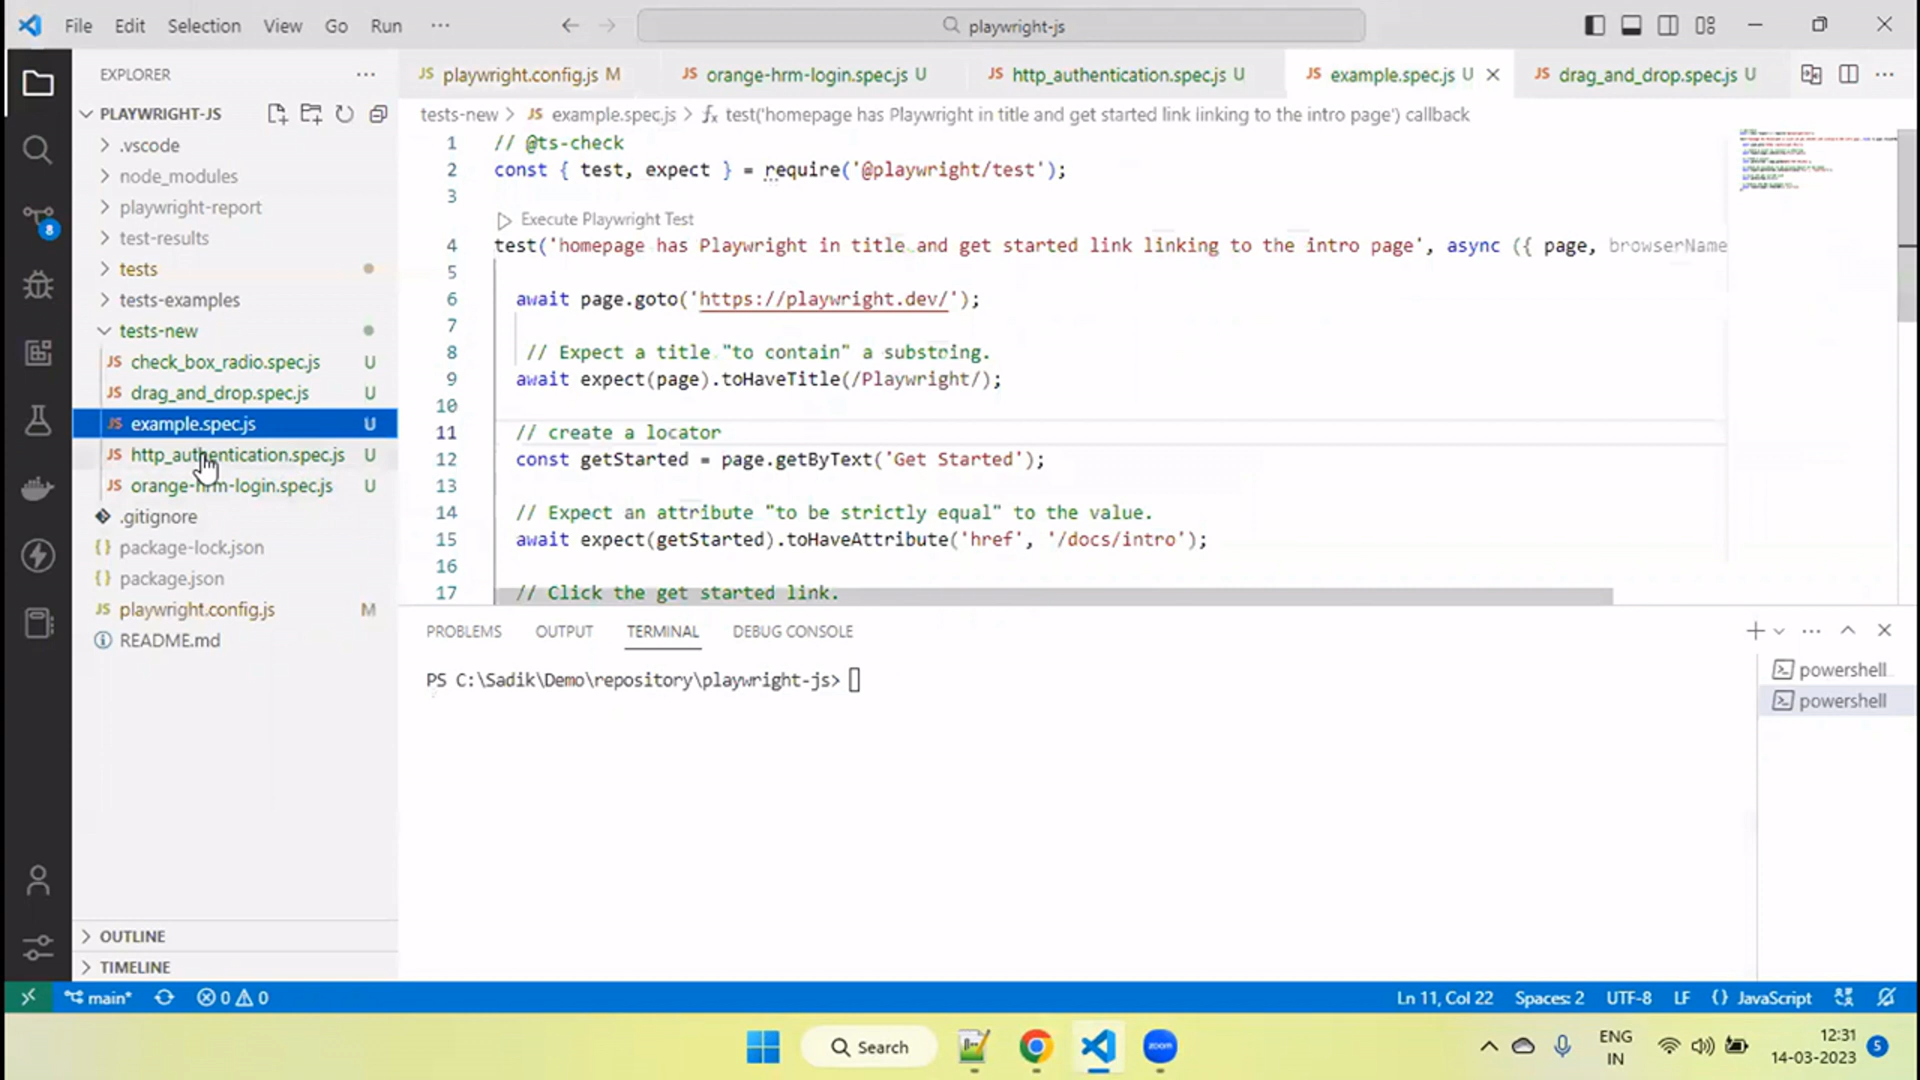 File Edit Selection View Go Run ···
playwright-js
EXPLORER ···
playwright.config.js M
orange-hrm-login.spec.js U
http_authentication.spec.js U
example.spec.js U
drag_and_drop.spec.js U
PLAYWRIGHT-JS
tests-new > JS example.spec.js > test('homepage has Playwright in title and get started link linking to the intro page') callback
.vscode
node_modules
playwright-report
test-results
tests
tests-examples
tests-new
JS check_box_radio.spec.js U
JS drag_and_drop.spec.js U
JS example.spec.js U
JS http_authentication.spec.js U
JS orange-hrm-login.spec.js U
.gitignore
{} package-lock.json
{} package.json
JS playwright.config.js M
README.md
OUTLINE
TIMELINE
1 // @ts-check
2 const { test, expect } = require('@playwright/test');
3
Execute Playwright Test
4 test('homepage has Playwright in title and get started link linking to the intro page', async ({ page, browserName
5
6 await page.goto('https://playwright.dev/');
7
8 // Expect a title "to contain" a substring.
9 await expect(page).toHaveTitle(/Playwright/);
10
11 // create a locator
12 const getStarted = page.getByText('Get Started');
13
14 // Expect an attribute "to be strictly equal" to the value.
15 await expect(getStarted).toHaveAttribute('href', '/docs/intro');
16
17 // Click the get started link.
PROBLEMS OUTPUT TERMINAL DEBUG CONSOLE
PS C:\Sadik\Demo\repository\playwright-js>
powershell
powershell
8
main* 0 0
Ln 11, Col 22 Spaces: 2 UTF-8 LF {} JavaScript
Search
zoom
ENG
IN
12:31
14-03-2023
5